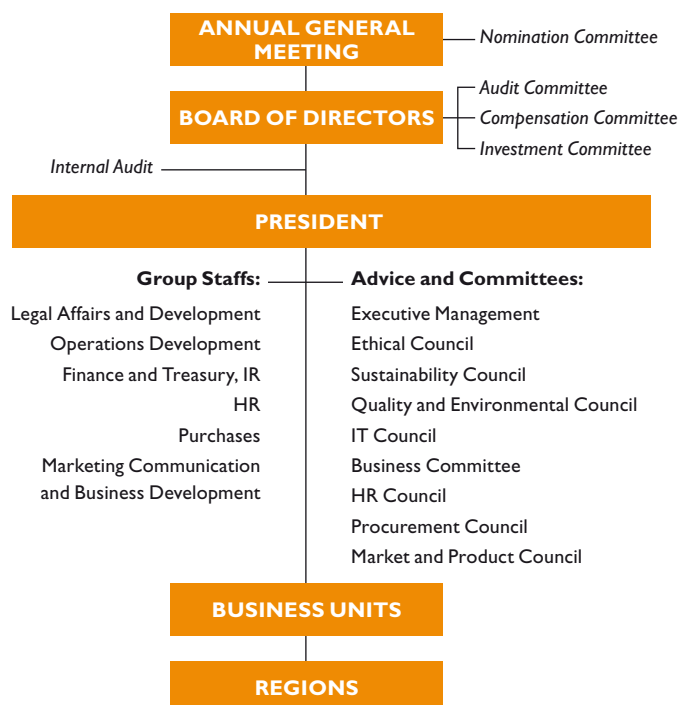 ANNUAL GENERAL
MEETING
Nomination Committee
Audit Committee
BOARD OF DIRECTORS
Compensation Committee
Investment Committee
Internal Audit
PRESIDENT
Group Staffs:
Legal Affairs and Development
Operations Development
Finance and Treasury, IR
HR
Purchases
Marketing Communication
and Business Development
Advice and Committees:
Executive Management
Ethical Council
Sustainability Council
Quality and Environmental Council
IT Council
Business Committee
HR Council
Procurement Council
Market and Product Council
BUSINESS UNITS
REGIONS